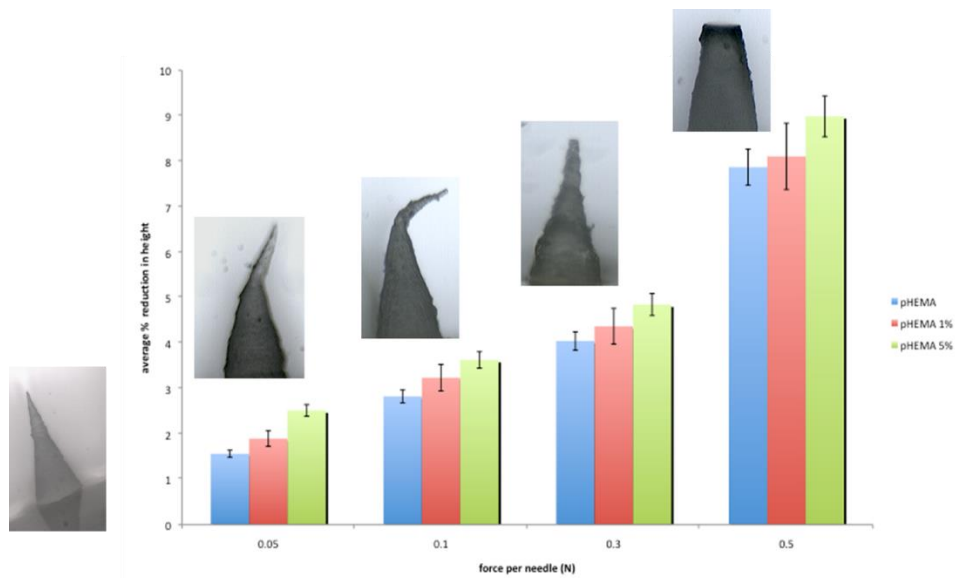 10
9
8
7
6
5
4
3
2
1
0
average % reduction in height
0.05 0.1 0.3 0.5
force per needle (N)
pHEMA
pHEMA 1%
pHEMA 5%